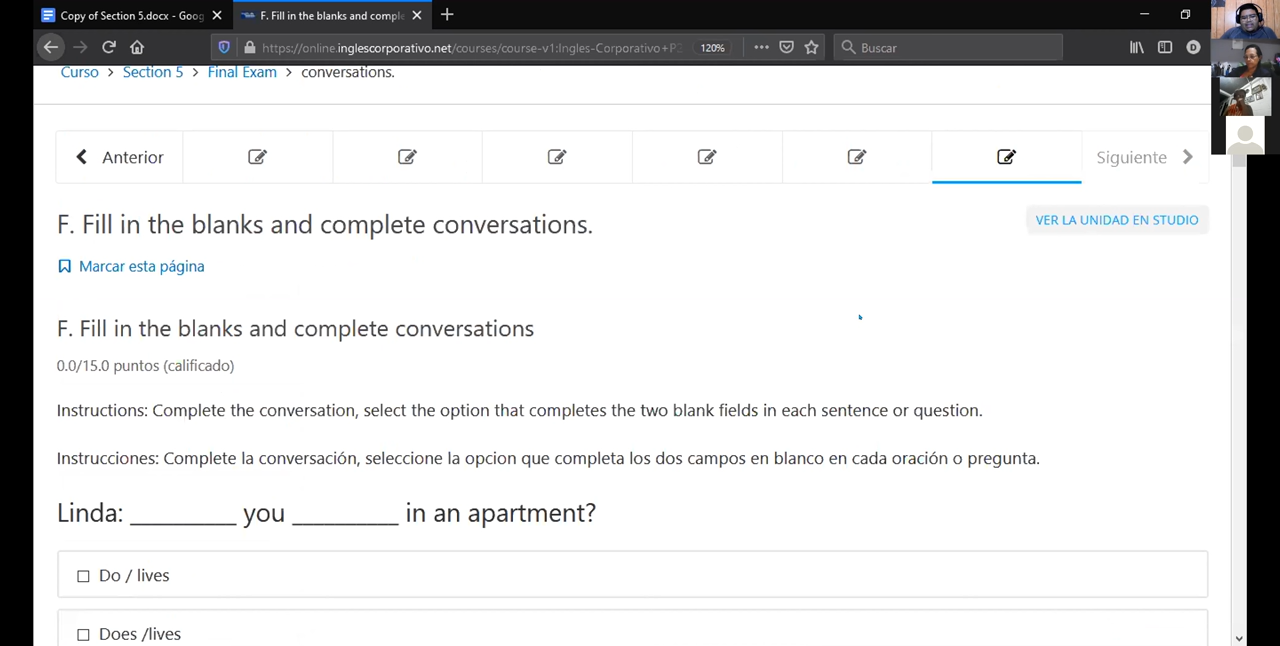 Copy of Section 5.docx - Goog
F. Fill in the blanks and comple
https://online.inglescorporativo.net/courses/course-v1:Ingles-Corporativo+P3
120%
Buscar
D
Curso > Section 5 > Final Exam > conversations.
Anterior
Siguiente
F. Fill in the blanks and complete conversations.
VER LA UNIDAD EN STUDIO
Marcar esta página
F. Fill in the blanks and complete conversations
0.0/15.0 puntos (calificado)
Instructions: Complete the conversation, select the option that completes the two blank fields in each sentence or question.
Instrucciones: Complete la conversación, seleccione la opcion que completa los dos campos en blanco en cada oración o pregunta.
Linda: _________ you _________ in an apartment?
Do / lives
Does /lives